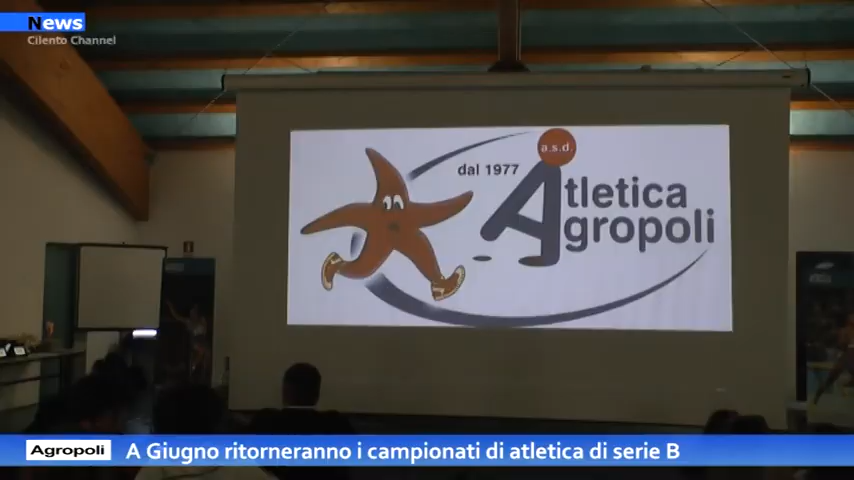 News
Cilento Channel
a.s.d.
dal 1977
Atletica
Agropoli
Agropoli
A Giugno ritorneranno i campionati di atletica di serie B